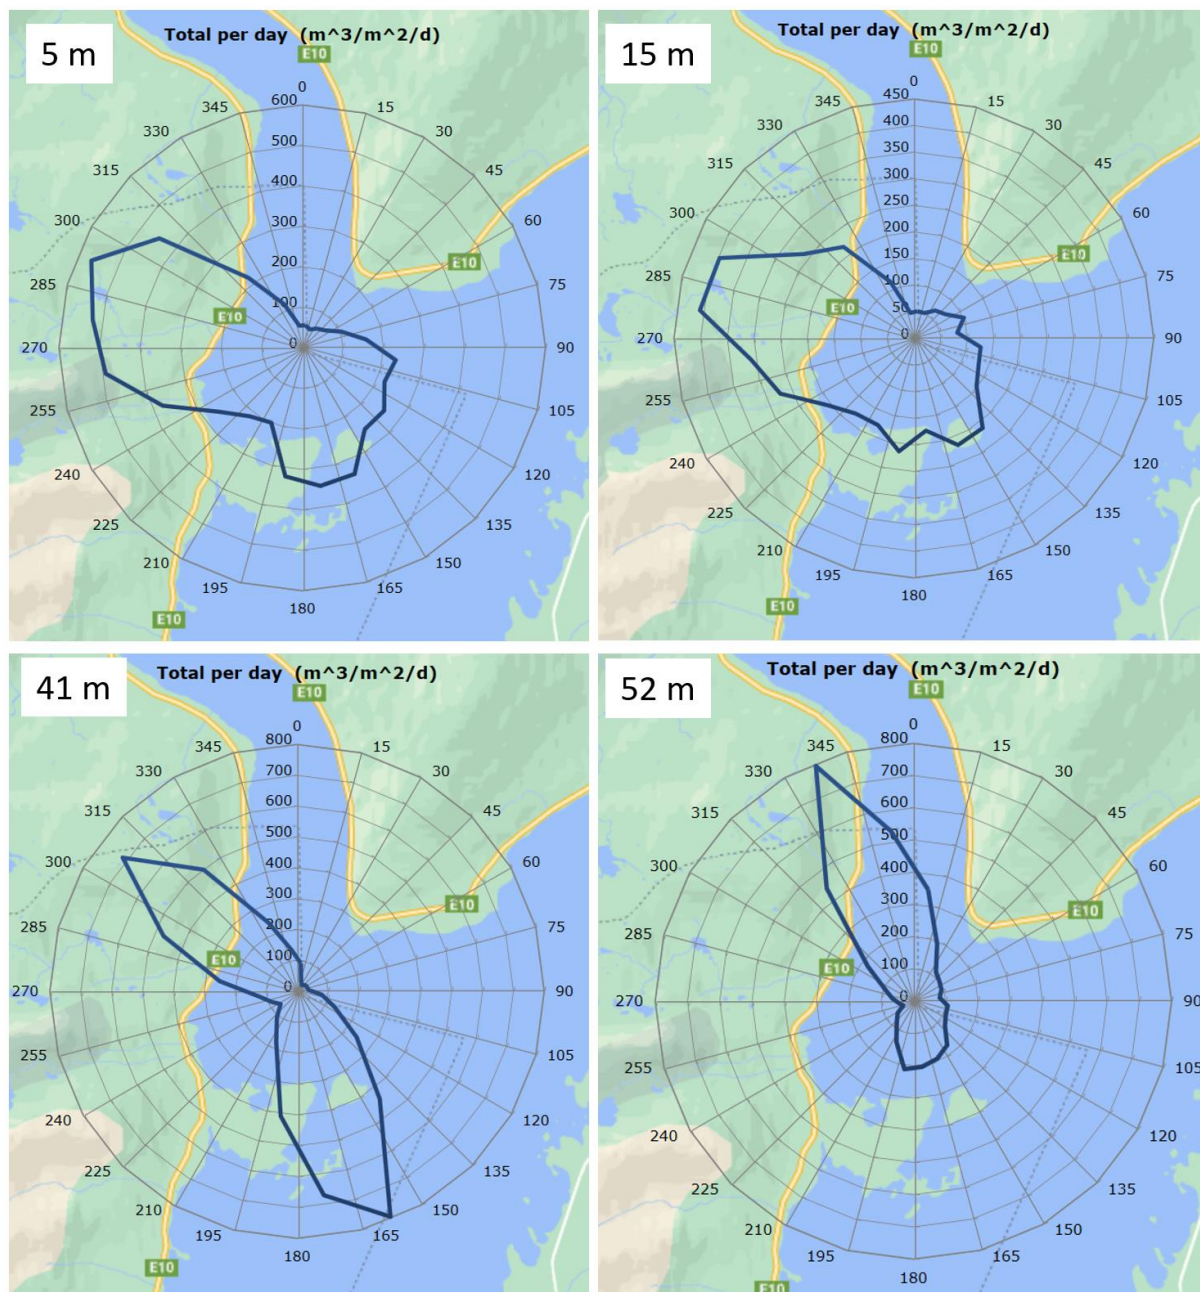 5 m
Total per day (m^3/m^2/d)
E10
0
345 600 15
330 500 30
315 400 45
300 300 60
285 200 75
E10
100
E10
270 0 90
255 105
240 120
225 135
210 150
195 165
180
E10
15 m
Total per day (m^3/m^2/d)
E10
0
345 450 15
330 400 30
350
315 300 45
300 250 60
200
E10
285 150 75
100
E10
50
270 0 90
255 105
240 120
225 135
210 150
195 165
180
E10
41 m
Total per day (m^3/m^2/d)
E10
0
345 800 15
330 700 30
315 600 45
500
300 400 60
300
E10
285 200 75
E10
100
270 0 90
255 105
240 120
225 135
210 150
195 165
180
E10
52 m
Total per day (m^3/m^2/d)
E10
0
345 800 15
330 700 30
315 600 45
500
300 400 60
300
E10
285 200 75
E10
100
270 0 90
255 105
240 120
225 135
210 150
195 165
180
E10